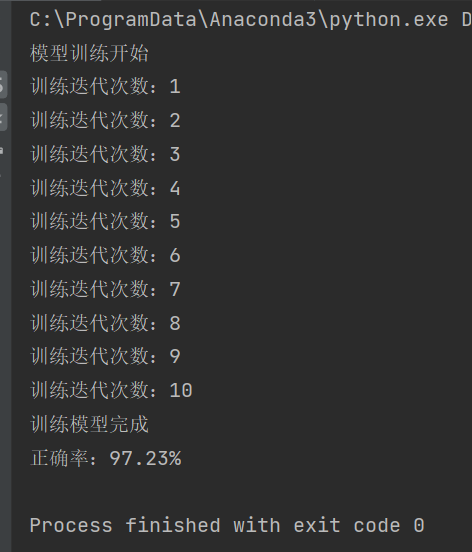 C:\ProgramData\Anaconda3\python.exe D
模型训练开始
训练迭代次数：1
训练迭代次数：2
训练迭代次数：3
训练迭代次数：4
训练迭代次数：5
训练迭代次数：6
训练迭代次数：7
训练迭代次数：8
训练迭代次数：9
训练迭代次数：10
训练模型完成
正确率：97.23%
Process finished with exit code 0